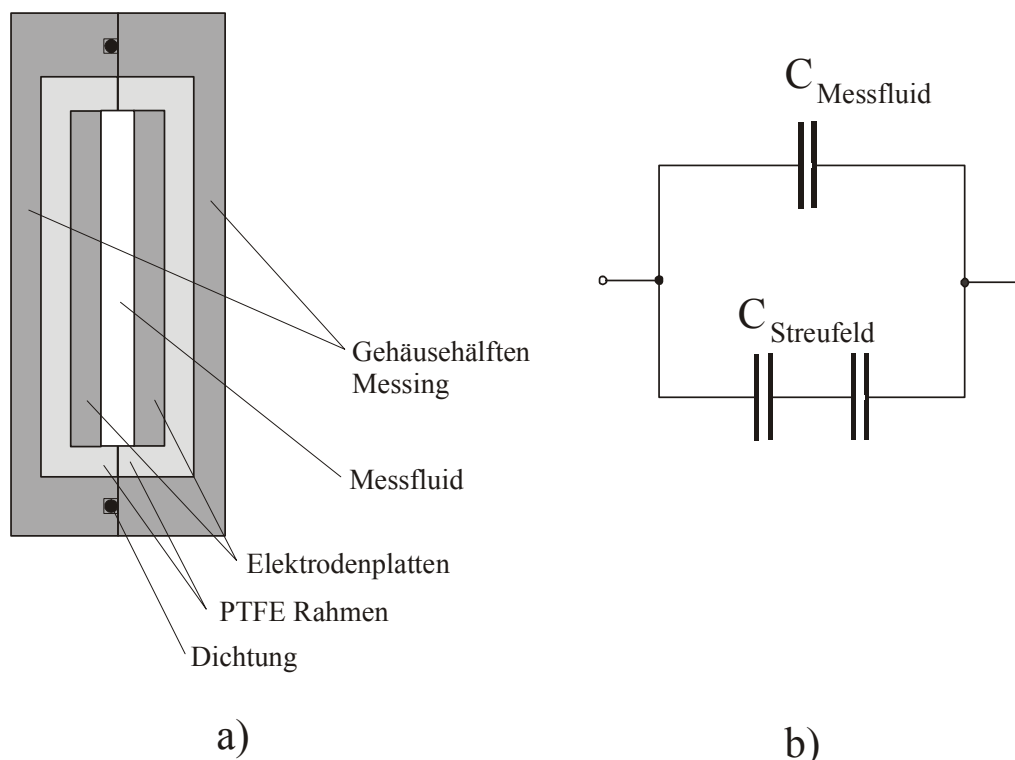 Gehäusehälften
Messing
Messfluid
Elektrodenplatten
PTFE Rahmen
Dichtung
a)
C Messfluid
C Streufeld
b)